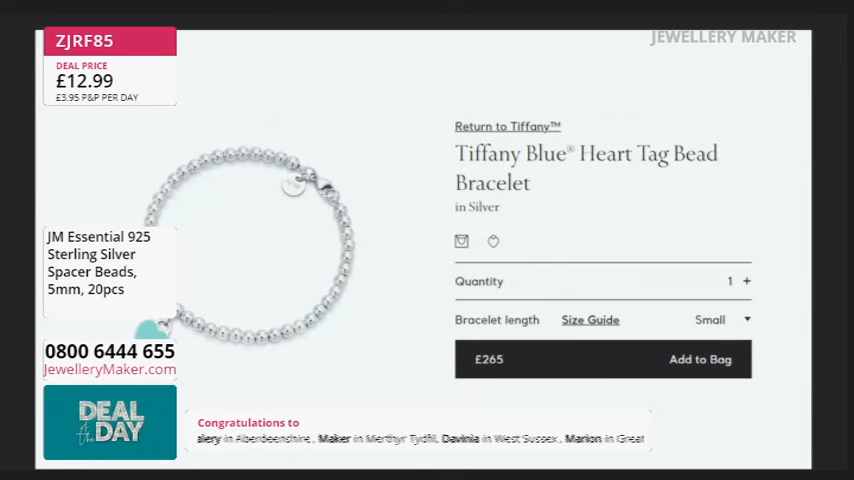 ZJRF85
DEAL PRICE
£12.99
£3.95 P&P PER DAY
JEWELLERY MAKER
Return to Tiffany™
Tiffany Blue® Heart Tag Bead
Bracelet
in Silver
Quantity 1 +
Bracelet length Size Guide Small
£265 Add to Bag
JM Essential 925
Sterling Silver
Spacer Beads,
5mm, 20pcs
0800 6444 655
JewelleryMaker.com
DEAL
of the
DAY
Congratulations to
in Aberdeenshire, Maker in Merthyr Tydfil, Davinia in West Sussex, Marion in Great